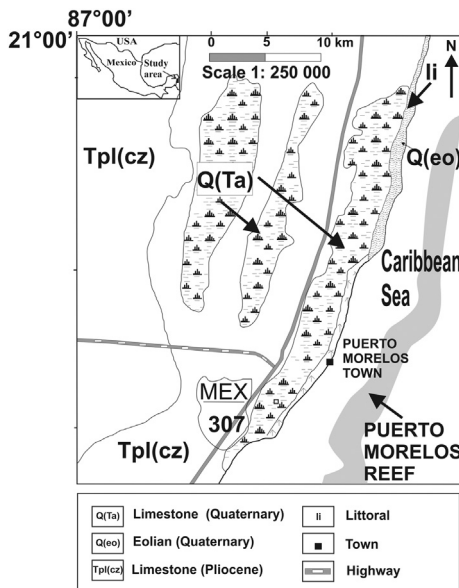 87°00'
21°00'
USA
Mexico
Study
area
0 5 10 km
Scale 1: 250 000
N
li
Tpl(cz)
Q(Ta)
Q(eo)
Caribbean
Sea
PUERTO
MORELOS
TOWN
MEX
307
Tpl(cz)
PUERTO
MORELOS
REEF
Q(Ta) Limestone (Quaternary)
li Littoral
Q(eo) Eolian (Quaternary)
Town
Tpl(cz) Limestone (Pliocene)
Highway